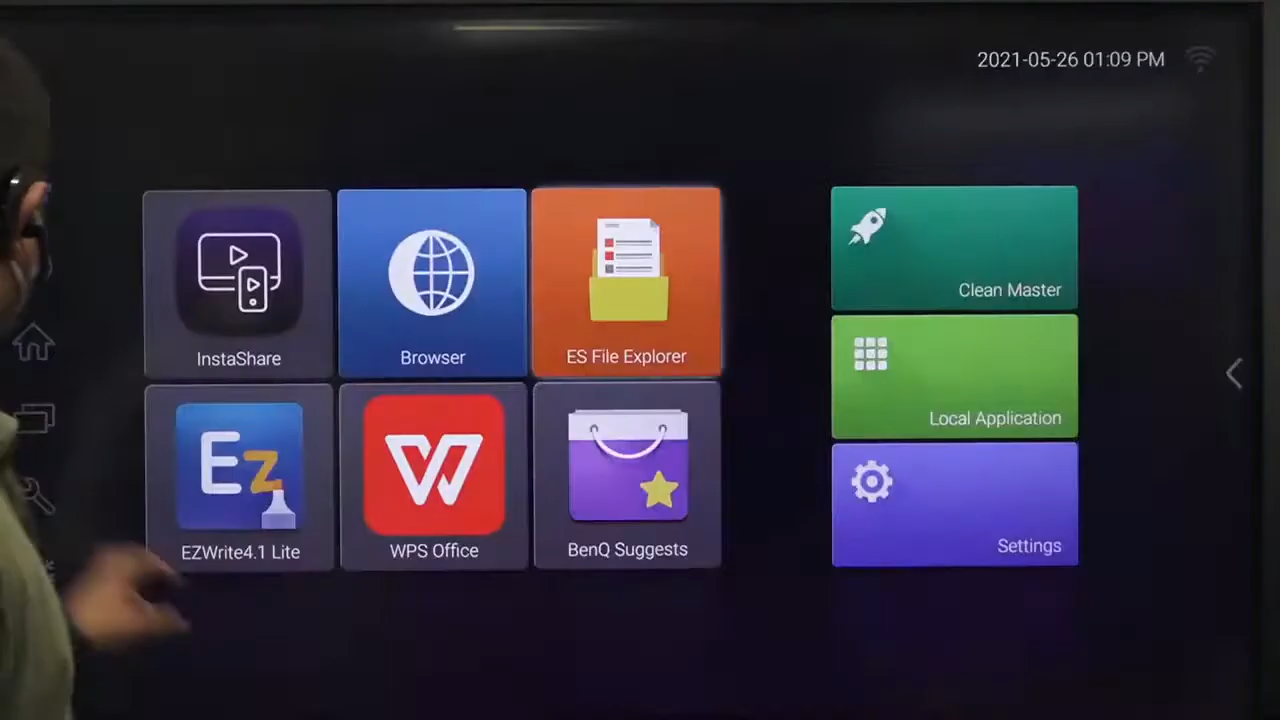 2021-05-26 01:09 PM
InstaShare
Browser
ES File Explorer
Clean Master
Local Application
Ez
EZWrite4.1 Lite
W
WPS Office
BenQ Suggests
Settings